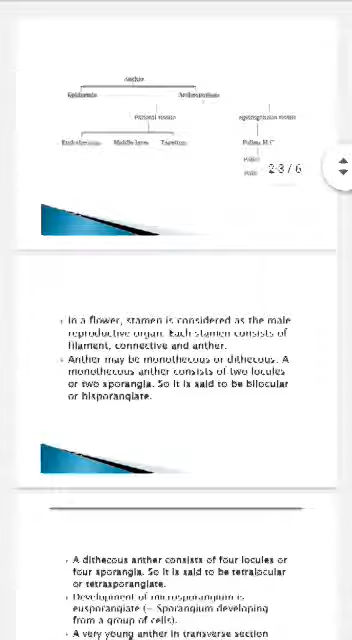 Anther
Epidermis
Parietal tissue
Sporogenous tissue
Endothecium Middle layer Tapetum
Pollen M.C
2-3 / 6
In a flower, stamen is considered as the male
reproductive organ. Each stamen consists of
filament, connective and anther.
Anther may be monothecous or dithecous. A
monothecous anther consists of two locules
or two sporangia. So it is said to be bilocular
or bisporangiate.
A dithecous anther consists of four locules or
four sporangia. So it is said to be tetralocular
or tetrasporangiate.
Development of microsporangium is
eusporangiate (= Sporangium developing
from a group of cells).
A very young anther in transverse section